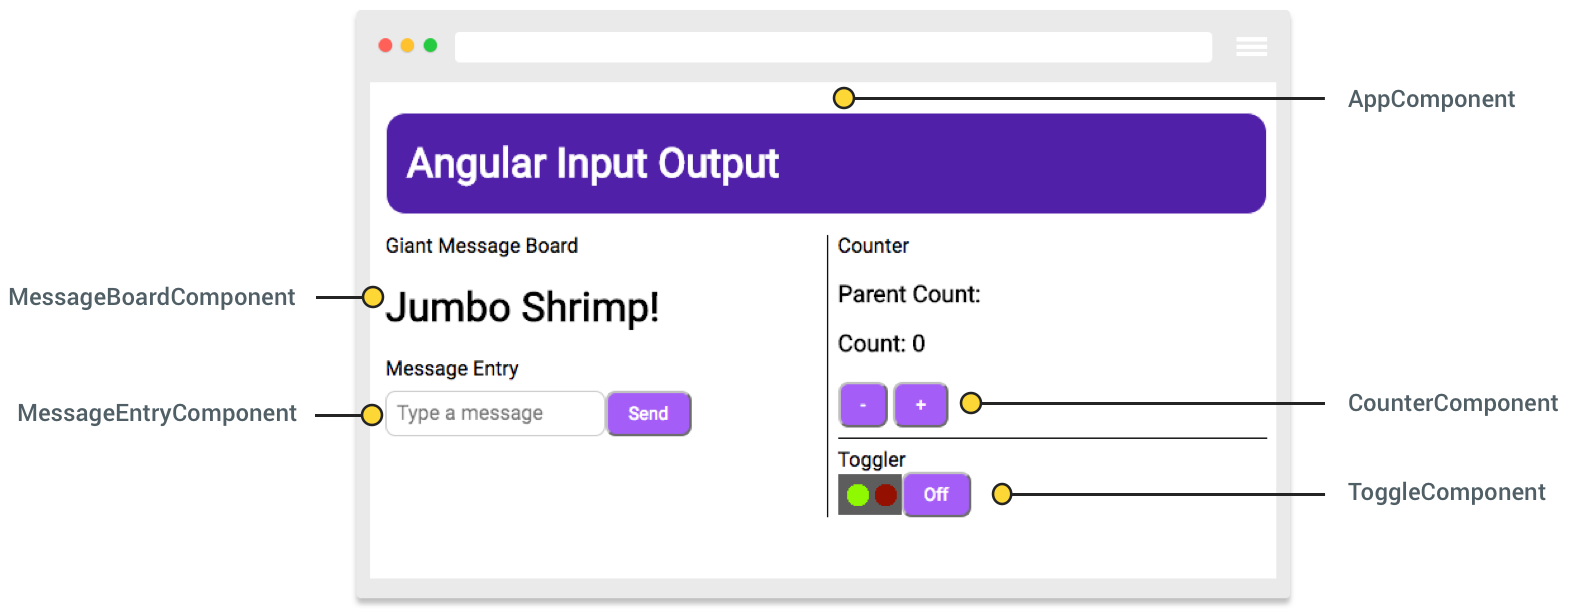 AppComponent
Angular Input Output
Giant Message Board
MessageBoardComponent
Jumbo Shrimp!
Message Entry
MessageEntryComponent
Type a message
Send
Counter
Parent Count:
Count: 0
-
+
CounterComponent
Toggler
Off
ToggleComponent